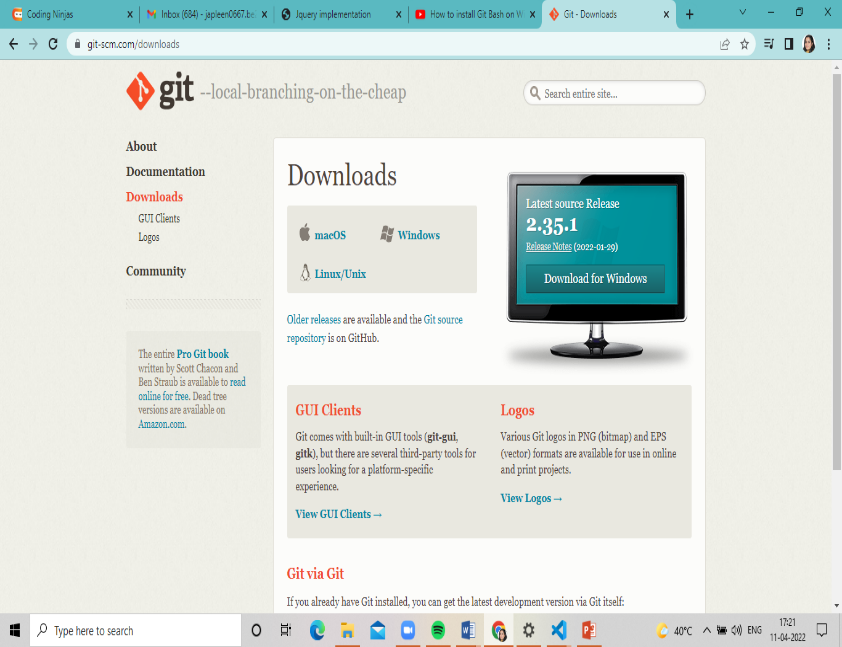 Coding Ninjas
Inbox (684) - japleen0667.be
Jquery implementation
How to install Git Bash on W
Git - Downloads
git-scm.com/downloads
git --local-branching-on-the-cheap
Search entire site...
About
Documentation
Downloads
GUI Clients
Logos
Community
The entire Pro Git book
written by Scott Chacon and
Ben Straub is available to read
online for free. Dead tree
versions are available on
Amazon.com.
Downloads
macOS
Windows
Linux/Unix
Older releases are available and the Git source
repository is on GitHub.
Latest source Release
2.35.1
Release Notes (2022-01-29)
Download for Windows
GUI Clients
Git comes with built-in GUI tools (git-gui,
gitk), but there are several third-party tools for
users looking for a platform-specific
experience.
View GUI Clients →
Logos
Various Git logos in PNG (bitmap) and EPS
(vector) formats are available for use in online
and print projects.
View Logos →
Git via Git
If you already have Git installed, you can get the latest development version via Git itself:
Type here to search
40°C
ENG
17:21
11-04-2022